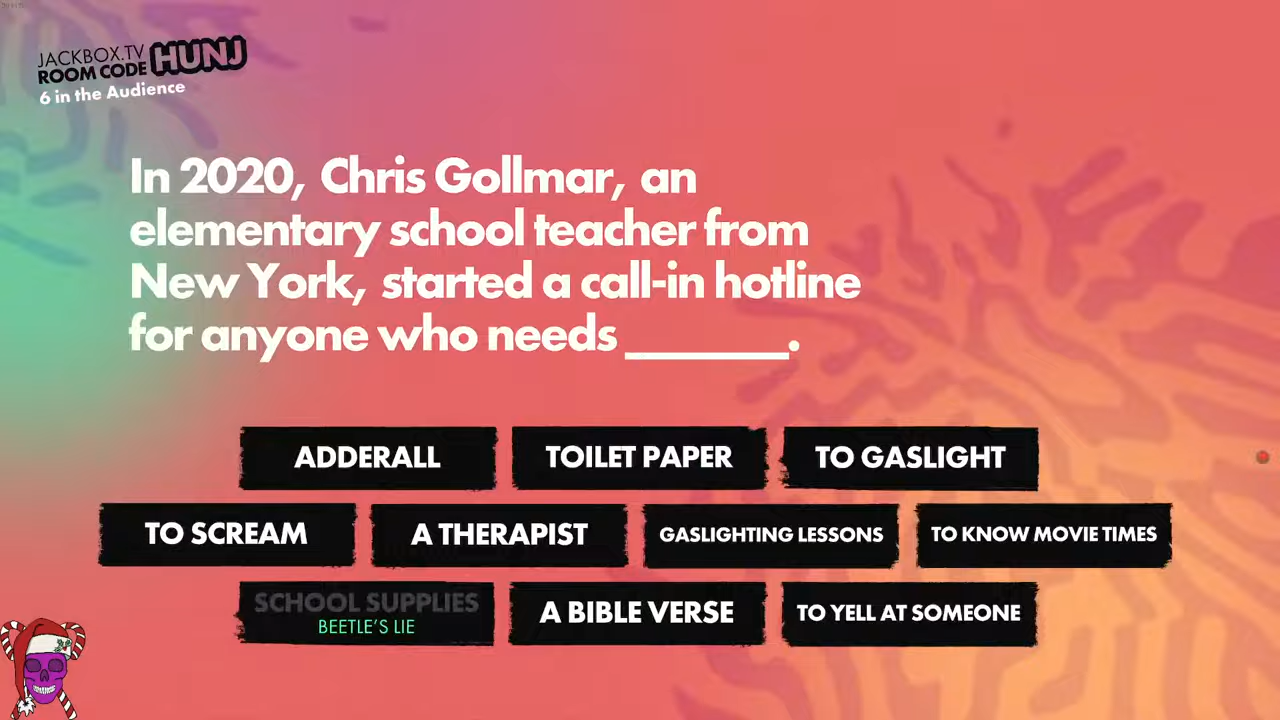 JACKBOX.TV
ROOM CODE HUNJ
6 in the Audience
In 2020, Chris Gollmar, an
elementary school teacher from
New York, started a call-in hotline
for anyone who needs ______.
ADDERALL
TOILET PAPER
TO GASLIGHT
TO SCREAM
A THERAPIST
GASLIGHTING LESSONS
TO KNOW MOVIE TIMES
SCHOOL SUPPLIES
BEETLE'S LIE
A BIBLE VERSE
TO YELL AT SOMEONE